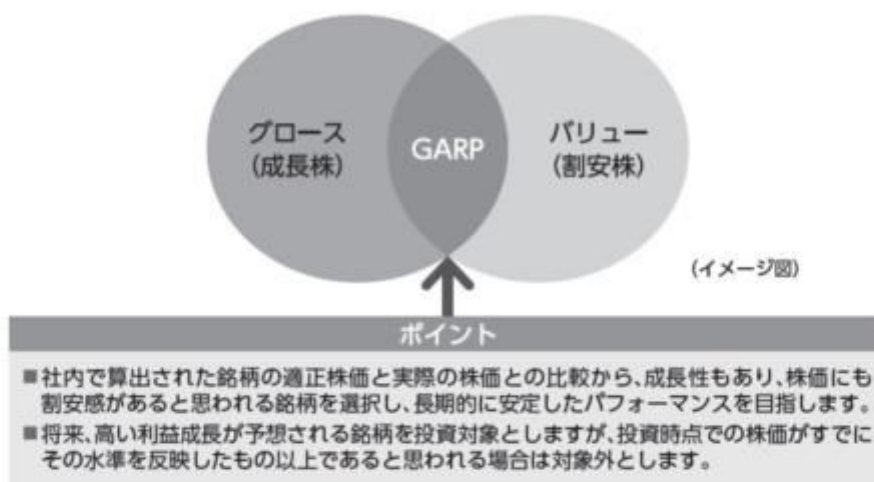 グロース
(成長株)
GARP
バリュー
(割安株)
(イメージ図)
ポイント
■社内で算出された銘柄の適正株価と実際の株価との比較から、成長性もあり、株価にも
割安感があると思われる銘柄を選択し、長期的に安定したパフォーマンスを目指します。
■将来、高い利益成長が予想される銘柄を投資対象としますが、投資時点での株価がすでに
その水準を反映したもの以上であると思われる場合は対象外とします。